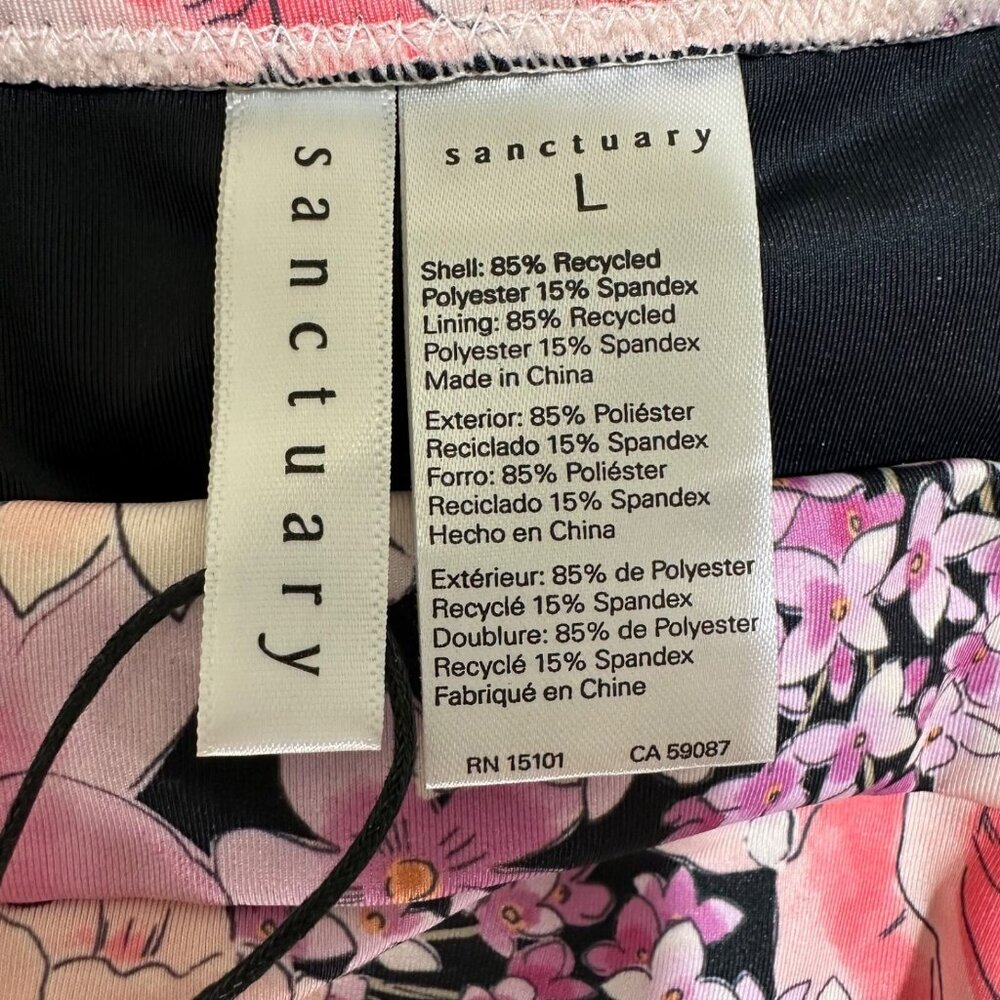 sanctuary
sanctuary
L
Shell: 85% Recycled
Polyester 15% Spandex
Lining: 85% Recycled
Polyester 15% Spandex
Made in China
Exterior: 85% Poliéster
Reciclado 15% Spandex
Forro: 85% Poliéster
Reciclado 15% Spandex
Hecho en China
Extérieur: 85% de Polyester
Recyclé 15% Spandex
Doublure: 85% de Polyester
Recyclé 15% Spandex
Fabriqué en Chine
RN 15101 CA 59087